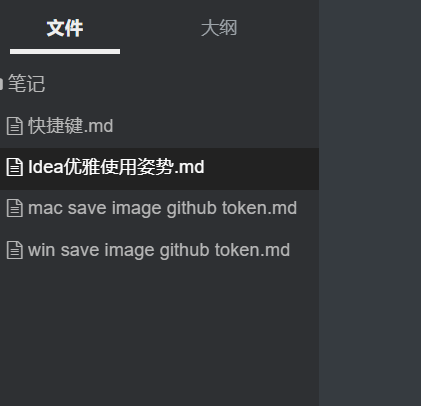 文件 大纲
笔记
快捷键.md
Idea优雅使用姿势.md
mac save image github token.md
win save image github token.md